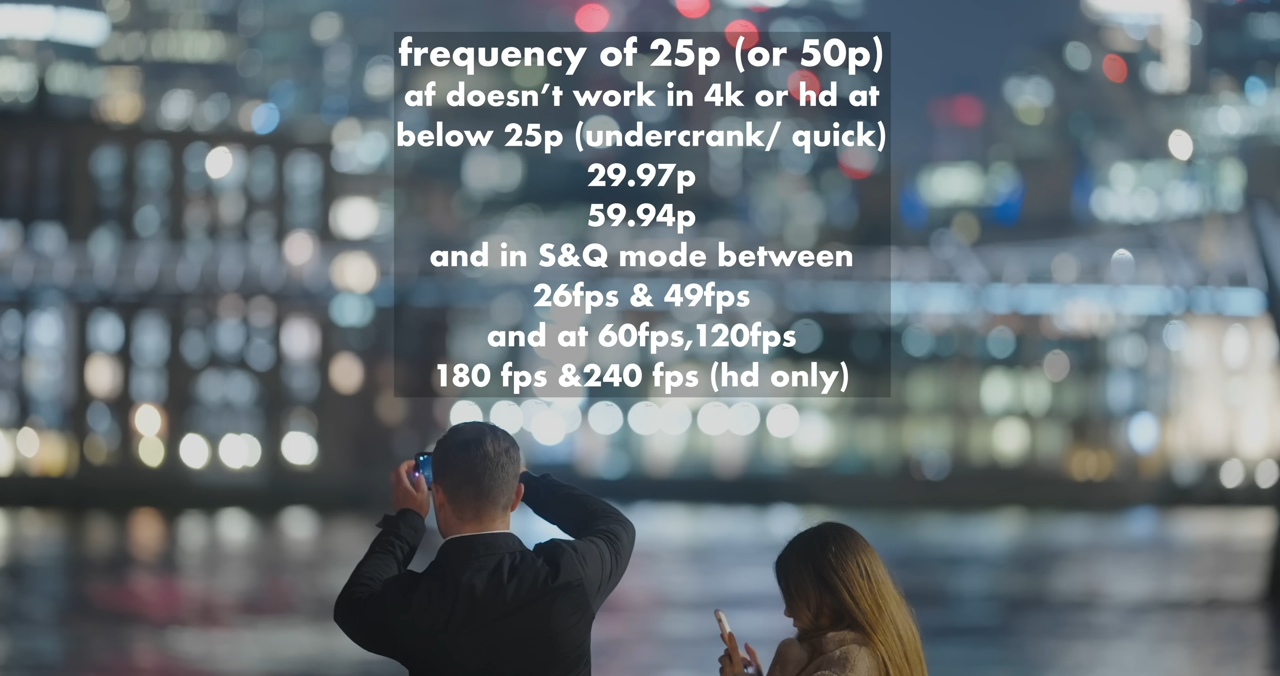 frequency of 25p (or 50p)
af doesn’t work in 4k or hd at
below 25p (undercrank/ quick)
29.97p
59.94p
and in S&Q mode between
26fps & 49fps
and at 60fps,120fps
180 fps &240 fps (hd only)